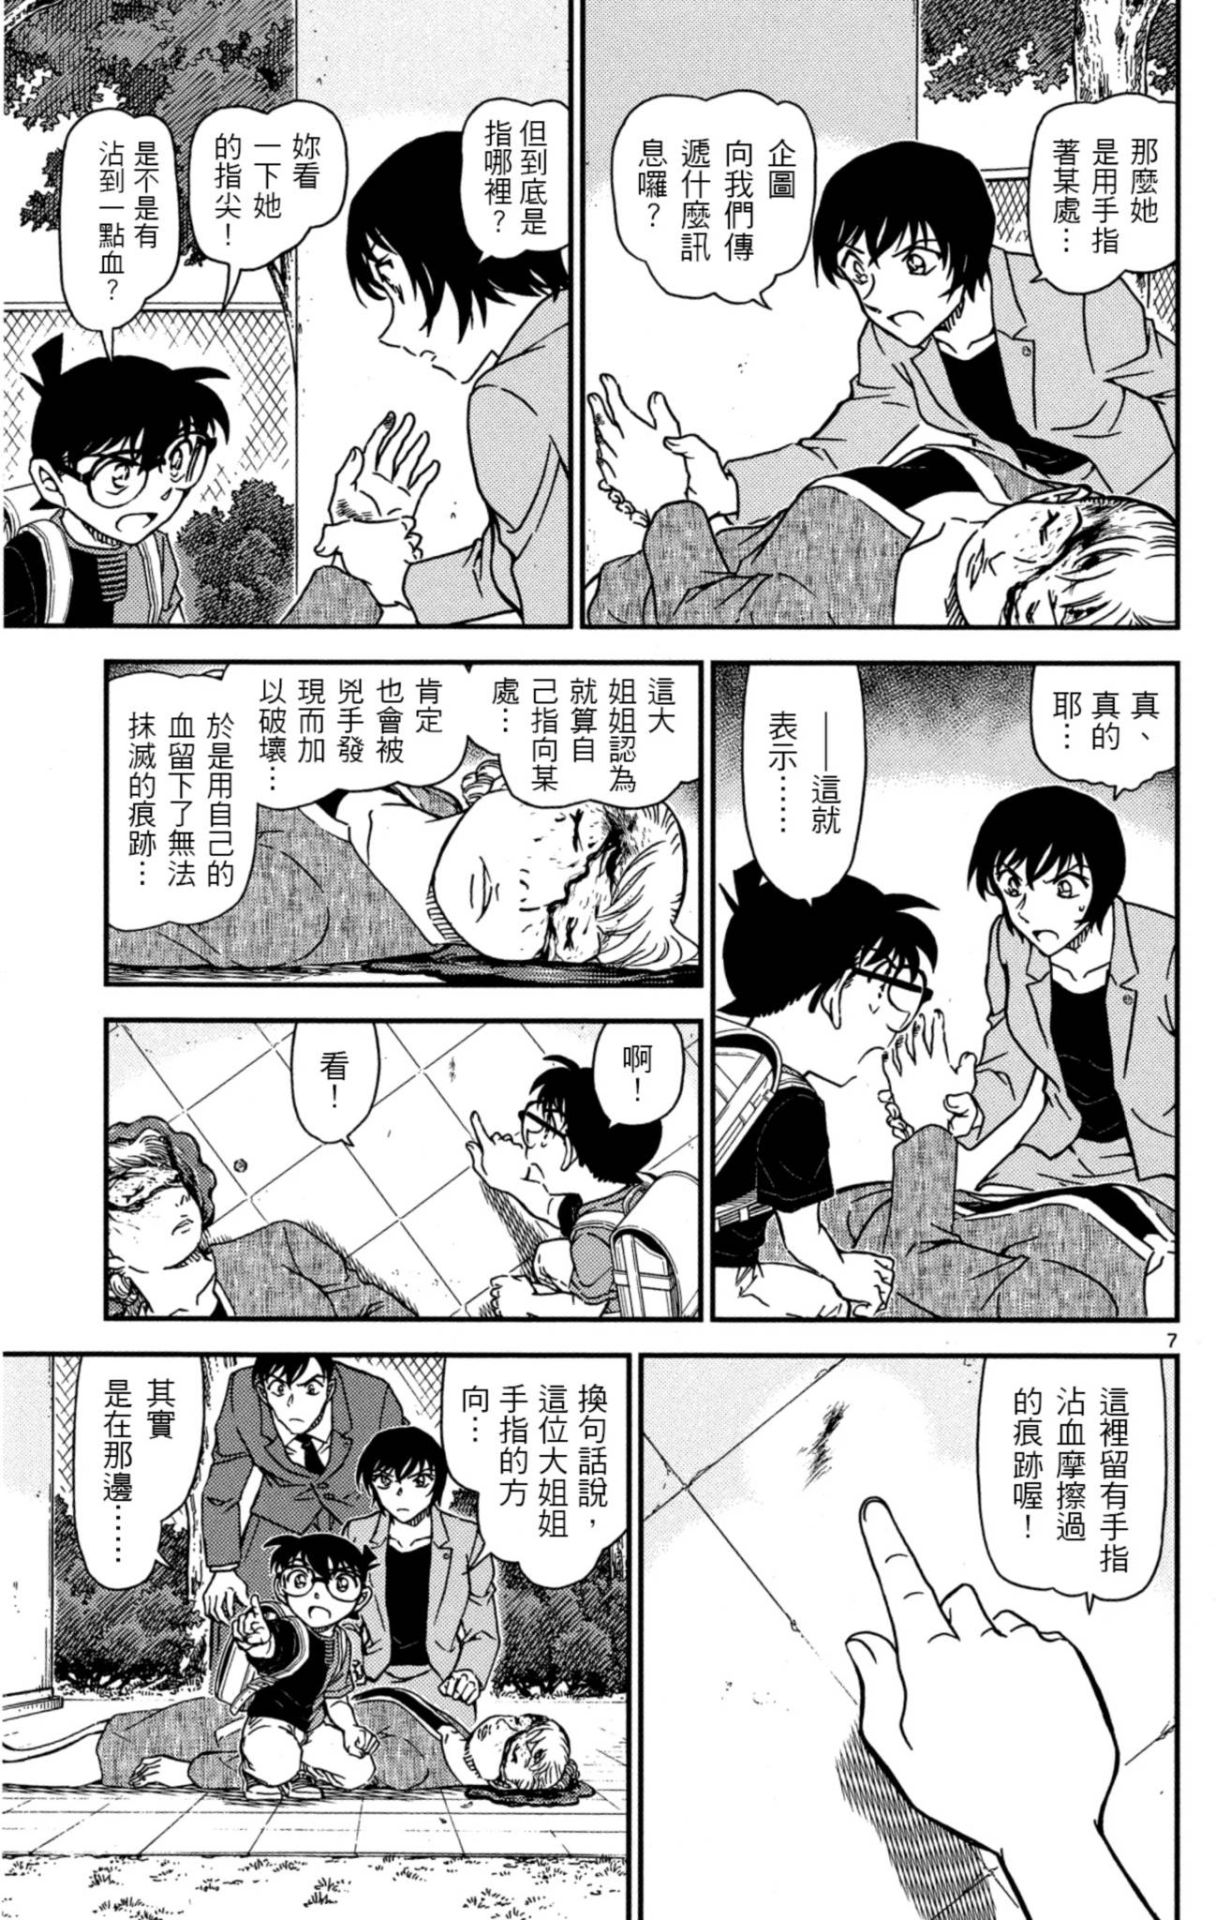 那麼她
是用手指
著某處…
企圖
向我們傳
遞什麼訊
息囉？
但到底是
指哪裡？
妳看
一下她
的指尖！
是不是有
沾到一點血？
真、
真的
耶…
——這就
表示……
這大
姐姐認為
就算自
己指向某
處…
肯定
也會被
兇手發
現而加
以破壞…
於是用自己的
血留下了無法
抹滅的痕跡…
啊！
看！
7
這裡留有手指
沾血摩擦過
的痕跡喔！
換句話說，
這位大姐姐
手指的方
向…
其實
是在那邊……